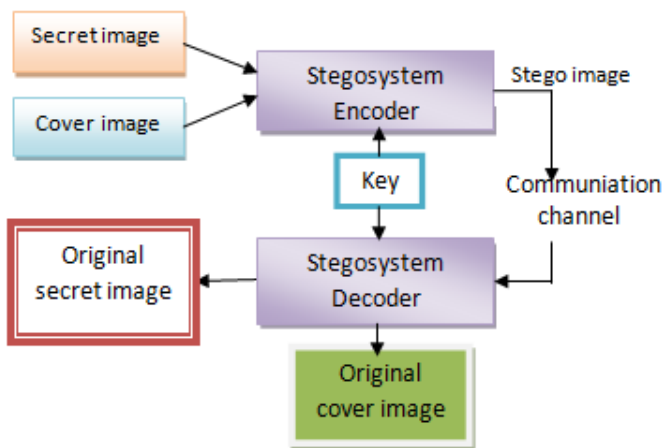 Secret image
Cover image
Stegosystem
Encoder
Stego image
Key
Communiation
channel
Original
secret image
Stegosystem
Decoder
Original
cover image